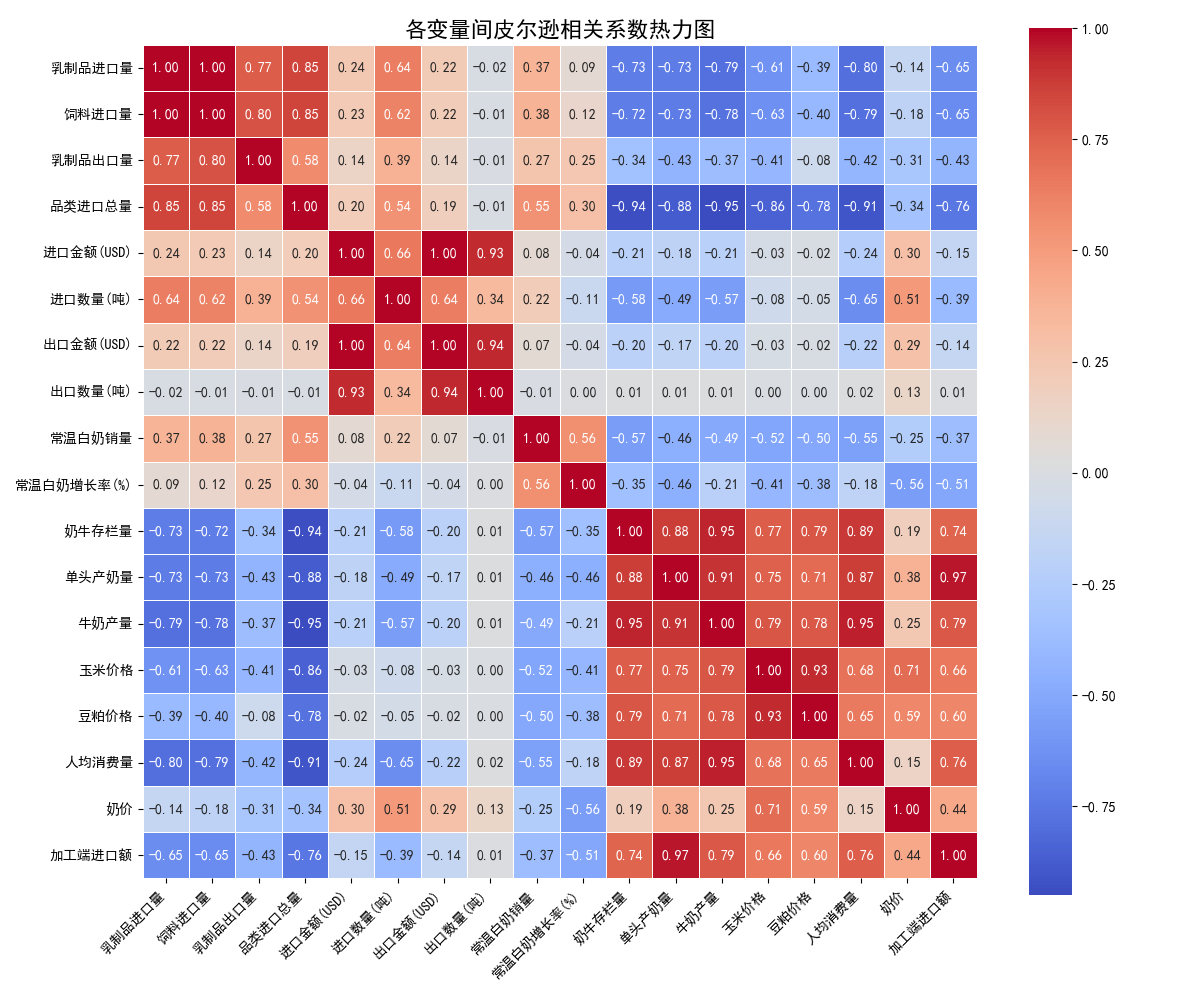 各变量间皮尔逊相关系数热力图
乳制品进口量 1.00 1.00 0.77 0.85 0.24 0.64 0.22 −0.02 0.37 0.09 −0.73 −0.73 −0.79 −0.61 −0.39 −0.80 −0.14 −0.65
饲料进口量 1.00 1.00 0.80 0.85 0.23 0.62 0.22 −0.01 0.38 0.12 −0.72 −0.73 −0.78 −0.63 −0.40 −0.79 −0.18 −0.65
乳制品出口量 0.77 0.80 1.00 0.58 0.14 0.39 −0.01 0.14 −0.01 0.27 0.25 −0.34 −0.43 −0.37 −0.41 −0.08 −0.42 −0.31 −0.43
品类进口总量 0.85 0.85 0.58 1.00 0.20 0.54 0.19 −0.01 0.55 0.30 −0.94 −0.88 −0.95 −0.86 −0.78 −0.91 −0.34 −0.76
进口金额(USD) 0.24 0.23 0.14 0.20 1.00 0.66 1.00 0.93 0.08 −0.04 −0.21 −0.18 −0.21 −0.03 −0.02 −0.24 0.30 −0.15
进口数量(吨) 0.64 0.62 0.39 0.54 0.66 1.00 0.64 0.34 0.22 −0.11 −0.58 −0.49 −0.57 −0.08 −0.05 −0.65 0.51 −0.39
出口金额(USD) 0.22 0.22 0.14 0.19 1.00 0.64 1.00 0.94 0.07 −0.04 −0.20 −0.17 −0.20 −0.03 −0.02 −0.22 0.29 −0.14
出口数量(吨) −0.02 −0.01 −0.01 −0.01 0.93 0.34 0.94 1.00 −0.01 0.00 0.01 0.01 0.01 0.00 0.00 0.02 0.13 0.01
常温白奶销量 0.37 0.38 0.27 0.55 0.08 0.22 0.07 −0.01 1.00 0.56 −0.57 −0.46 −0.49 −0.52 −0.50 −0.55 −0.25 −0.37
常温白奶增长率(%) 0.09 0.12 0.25 0.30 −0.04 −0.11 −0.04 0.00 0.56 1.00 −0.35 −0.46 −0.21 −0.41 −0.38 −0.18 −0.56 −0.51
奶牛存栏量 −0.73 −0.72 −0.34 −0.94 −0.21 −0.58 −0.20 0.01 −0.57 −0.35 1.00 0.88 0.95 0.77 0.79 0.89 0.19 0.74
单头产奶量 −0.73 −0.73 −0.43 −0.88 −0.18 −0.49 −0.17 0.01 −0.46 −0.46 0.88 1.00 0.91 0.75 0.71 0.87 0.38 0.97
牛奶产量 −0.79 −0.78 −0.37 −0.95 −0.21 −0.57 −0.20 0.01 −0.49 −0.21 0.95 0.91 1.00 0.79 0.78 0.95 0.25 0.79
玉米价格 −0.61 −0.63 −0.41 −0.86 −0.03 −0.08 −0.03 0.00 −0.52 −0.41 0.77 0.75 0.79 1.00 0.93 0.68 0.71 0.66
豆粕价格 −0.39 −0.40 −0.08 −0.78 −0.02 −0.05 −0.02 0.00 −0.50 −0.38 0.79 0.71 0.78 0.93 1.00 0.65 0.59 0.60
人均消费量 −0.80 −0.79 −0.42 −0.91 −0.24 −0.65 −0.22 0.02 −0.55 −0.18 0.89 0.87 0.95 0.68 0.65 1.00 0.15 0.76
奶价 −0.14 −0.18 −0.31 −0.34 0.30 0.51 0.29 0.13 −0.25 −0.56 0.19 0.38 0.25 0.71 0.59 0.15 1.00 0.44
加工端进口额 −0.65 −0.65 −0.43 −0.76 −0.15 −0.39 −0.14 0.01 −0.37 −0.51 0.74 0.97 0.79 0.66 0.60 0.76 0.44 1.00
乳制品进口量
饲料进口量
乳制品出口量
品类进口总量
进口金额(USD)
进口数量(吨)
出口金额(USD)
出口数量(吨)
常温白奶销量
常温白奶增长率(%)
奶牛存栏量
单头产奶量
牛奶产量
玉米价格
豆粕价格
人均消费量
奶价
加工端进口额
1.00
0.75
0.50
0.25
0.00
−0.25
−0.50
−0.75